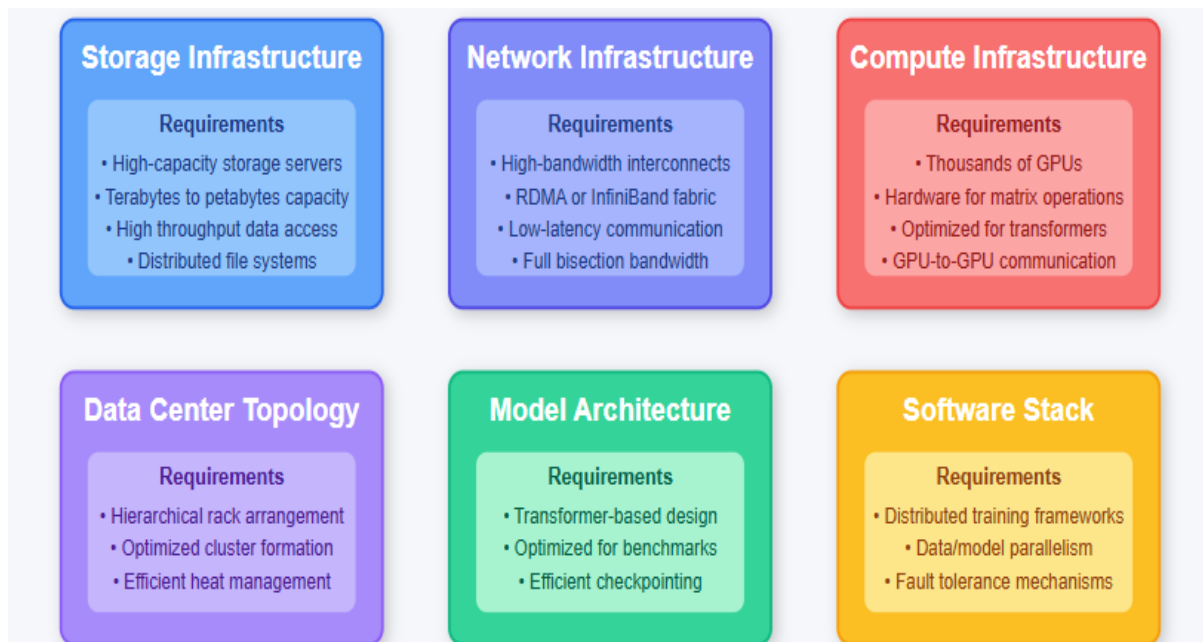 Storage Infrastructure
Requirements
• High-capacity storage servers
• Terabytes to petabytes capacity
• High throughput data access
• Distributed file systems
Network Infrastructure
Requirements
• High-bandwidth interconnects
• RDMA or InfiniBand fabric
• Low-latency communication
• Full bisection bandwidth
Compute Infrastructure
Requirements
• Thousands of GPUs
• Hardware for matrix operations
• Optimized for transformers
• GPU-to-GPU communication
Data Center Topology
Requirements
• Hierarchical rack arrangement
• Optimized cluster formation
• Efficient heat management
Model Architecture
Requirements
• Transformer-based design
• Optimized for benchmarks
• Efficient checkpointing
Software Stack
Requirements
• Distributed training frameworks
• Data/model parallelism
• Fault tolerance mechanisms